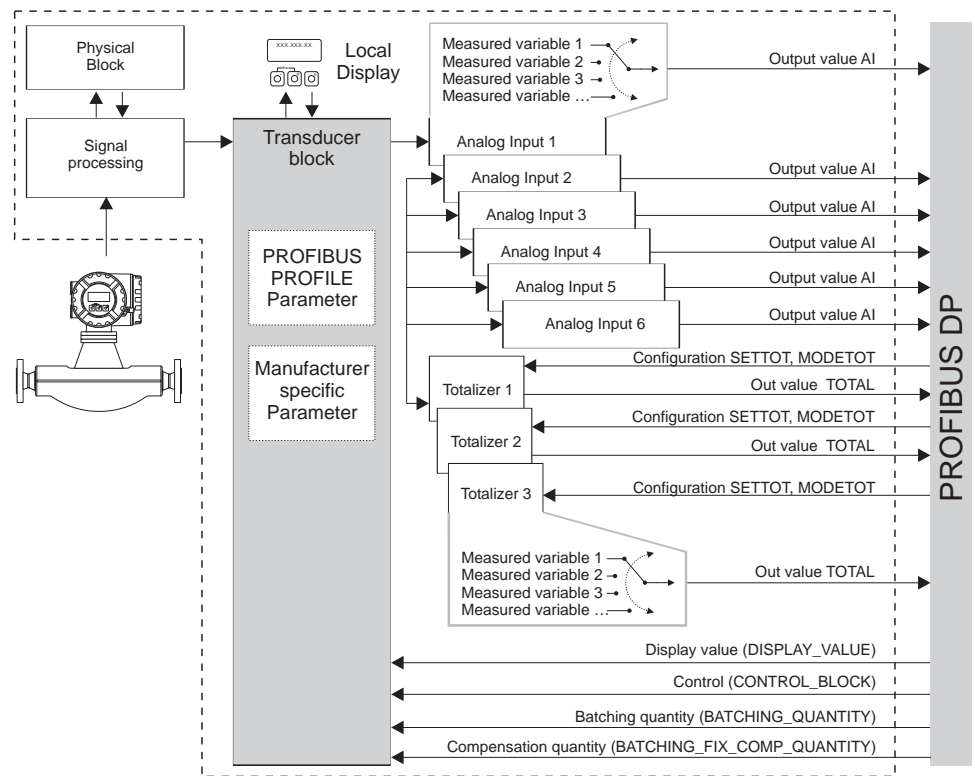 Physical
Block
Signal
processing
xxx.xxx.xx
Local
Display
Transducer
block
PROFIBUS
PROFILE
Parameter
Manufacturer
specific
Parameter
Measured variable 1
Measured variable 2
Measured variable 3
Measured variable …
Output value AI
Analog Input 1
Analog Input 2
Output value AI
Analog Input 3
Output value AI
Analog Input 4
Output value AI
Analog Input 5
Output value AI
Analog Input 6
Output value AI
Configuration SETTOT, MODETOT
Totalizer 1
Out value TOTAL
Configuration SETTOT, MODETOT
Totalizer 2
Out value TOTAL
Configuration SETTOT, MODETOT
Totalizer 3
Measured variable 1
Measured variable 2
Measured variable 3
Measured variable …
Out value TOTAL
Display value (DISPLAY_VALUE)
Control (CONTROL_BLOCK)
Batching quantity (BATCHING_QUANTITY)
Compensation quantity (BATCHING_FIX_COMP_QUANTITY)
PROFIBUS DP